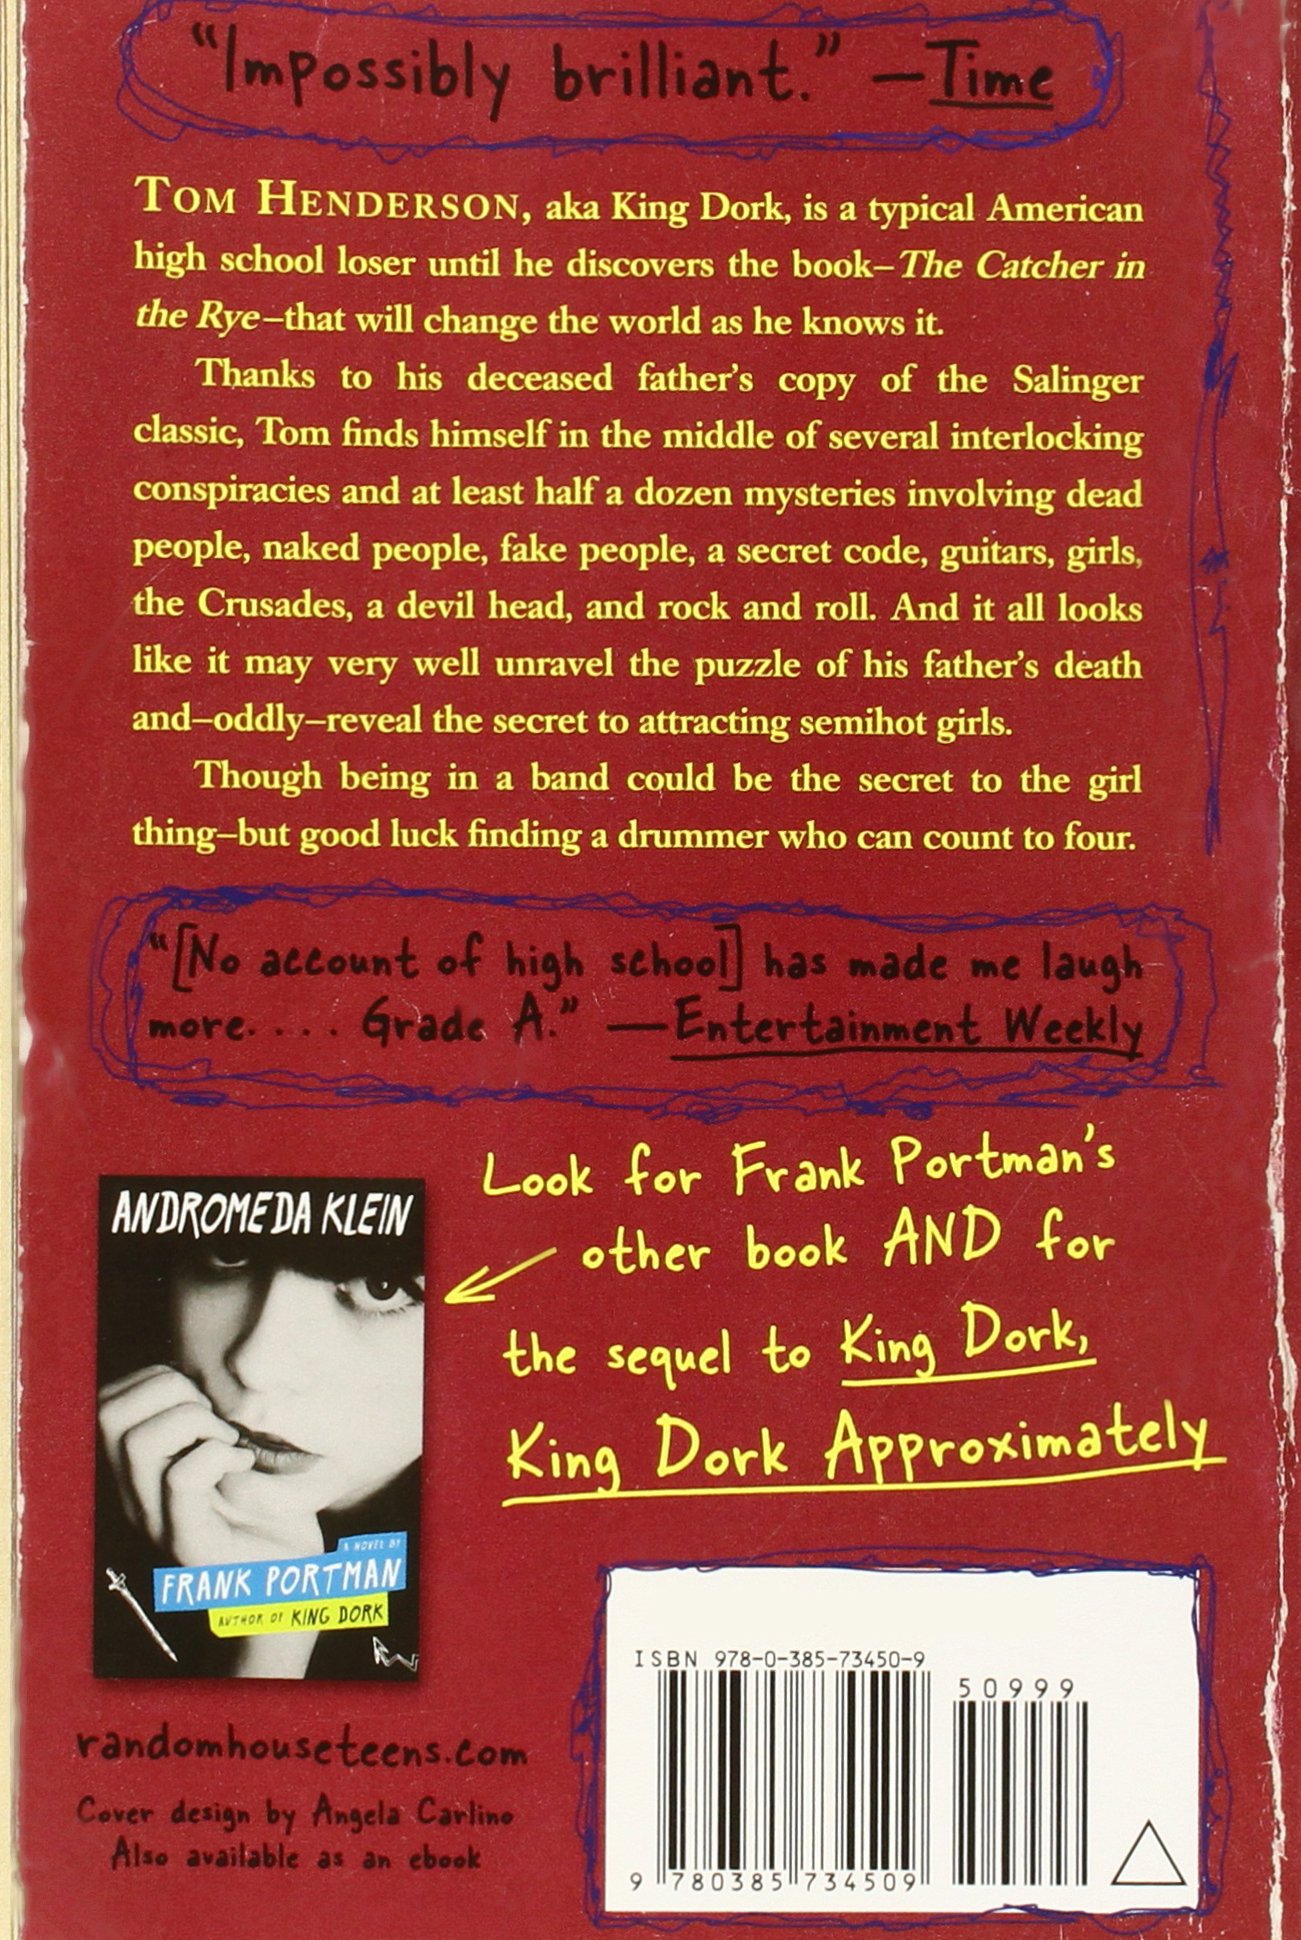 “Impossibly brilliant.” —Time
TOM HENDERSON, aka King Dork, is a typical American
high school loser until he discovers the book–The Catcher in
the Rye–that will change the world as he knows it.
Thanks to his deceased father’s copy of the Salinger
classic, Tom finds himself in the middle of several interlocking
conspiracies and at least half a dozen mysteries involving dead
people, naked people, fake people, a secret code, guitars, girls,
the Crusades, a devil head, and rock and roll. And it all looks
like it may very well unravel the puzzle of his father’s death
and–oddly–reveal the secret to attracting semihot girls.
Though being in a band could be the secret to the girl
thing–but good luck finding a drummer who can count to four.
“[No account of high school] has made me laugh
more. . . . Grade A.” —Entertainment Weekly
Look for Frank Portman’s
other book AND for
the sequel to King Dork,
King Dork Approximately
ANDROMEDA KLEIN
A NOVEL BY
FRANK PORTMAN
AUTHOR OF KING DORK
randomhouseteens.com
Cover design by Angela Carlino
Also available as an ebook
ISBN 978-0-385-73450-9
50999
9 780385 734509